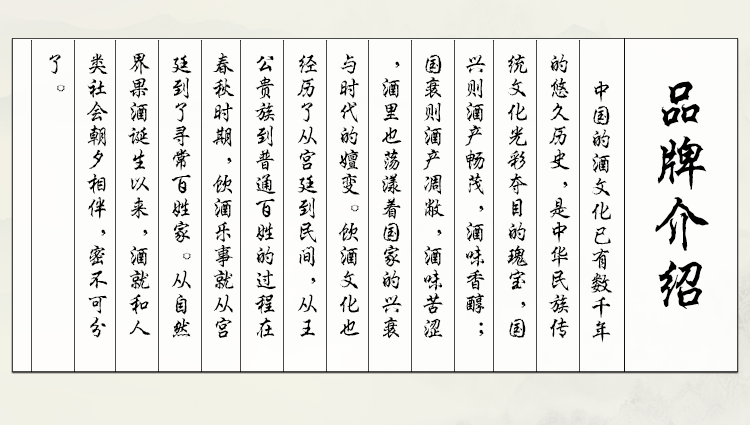 品牌介绍
中国的酒文化已有数千年
的悠久历史，是中华民族传
统文化光彩夺目的瑰宝，国
兴则酒产畅茂，酒味香醇；
国衰则酒产凋敝，酒味苦涩
，酒里也荡漾着国家的兴衰
与时代的嬗变。饮酒文化也
经历了从宫廷到民间，从王
公贵族到普通百姓的过程在
春秋时期，饮酒乐事就从宫
廷到了寻常百姓家。从自然
界果酒诞生以来，酒就和人
类社会朝夕相伴，密不可分
了。